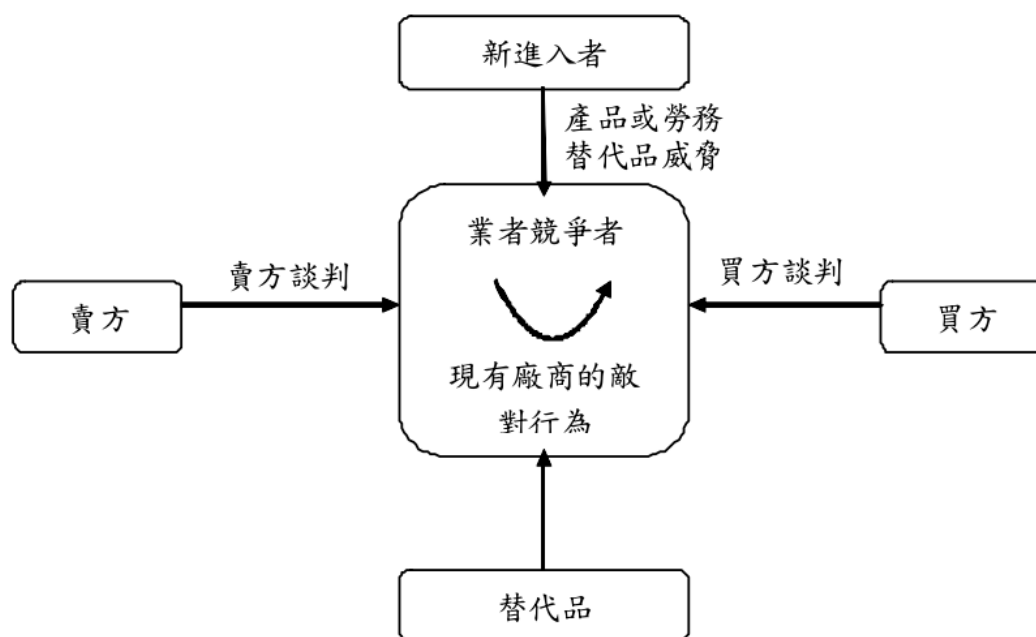 新進入者
產品或勞務
替代品威脅
業者競爭者
賣方談判
買方談判
賣方
買方
現有廠商的敵
對行為
替代品